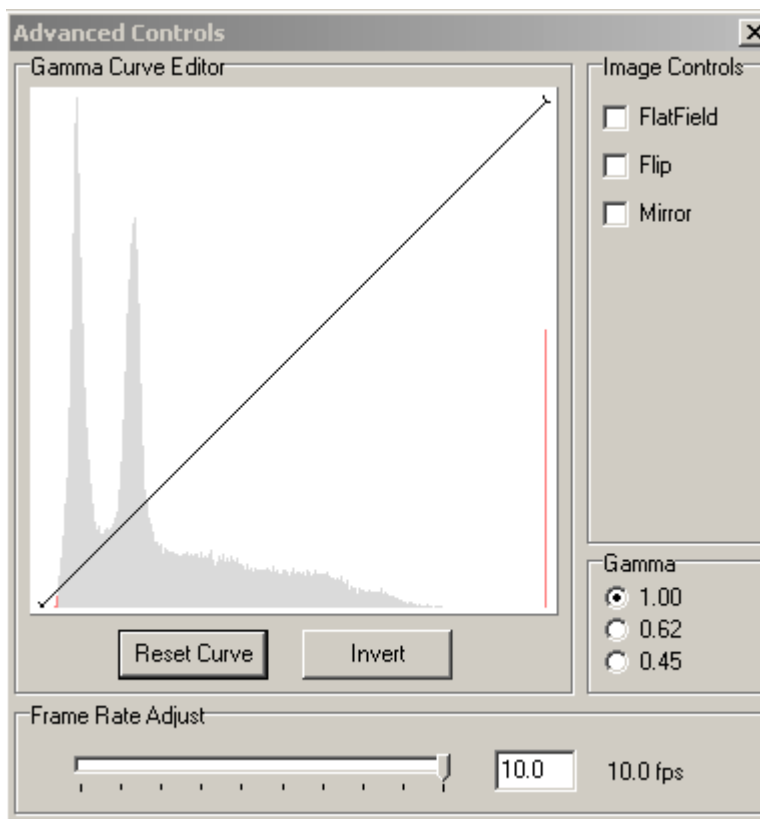 Advanced Controls
Gamma Curve Editor
Image Controls
FlatField
Flip
Mirror
Gamma
1.00
0.62
0.45
Reset Curve
Invert
Frame Rate Adjust
10.0
10.0 fps